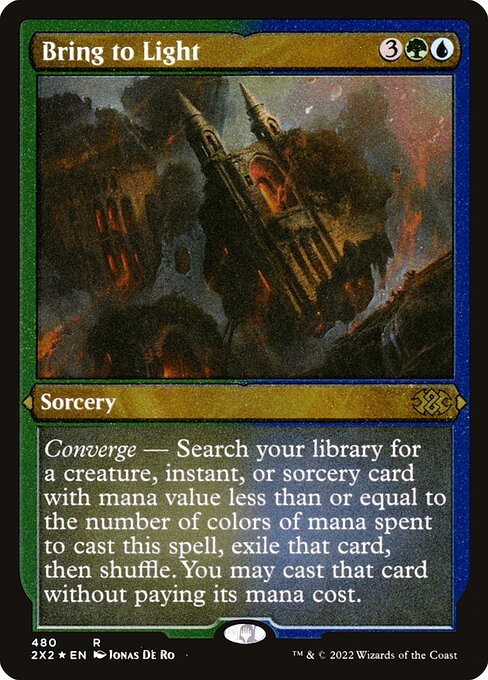 Bring to Light 3
Sorcery
Converge — Search your library for
a creature, instant, or sorcery card
with mana value less than or equal to
the number of colors of mana spent
to cast this spell, exile that card,
then shuffle. You may cast that card
without paying its mana cost.
480 R
2X2 ★ EN Jonas De Ro ™ & © 2022 Wizards of the Coast